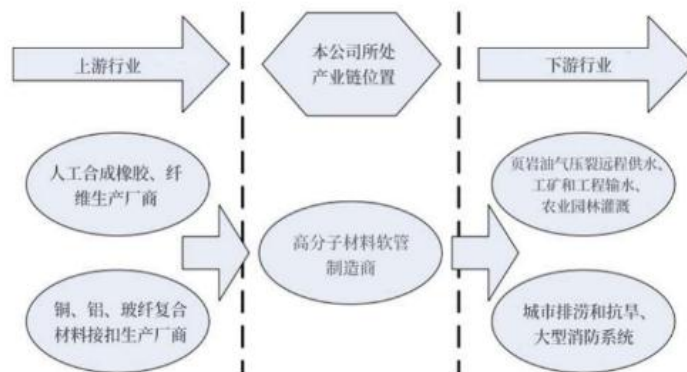 上游行业
本公司所处
产业链位置
下游行业
人工合成橡胶、纤
维生产厂商
页岩油气压裂远程供水、
工矿和工程输水、
农业园林灌溉
高分子材料软管
制造商
铜、铝、玻纤复合
材料接扣生产厂商
城市排涝和抗旱、
大型消防系统